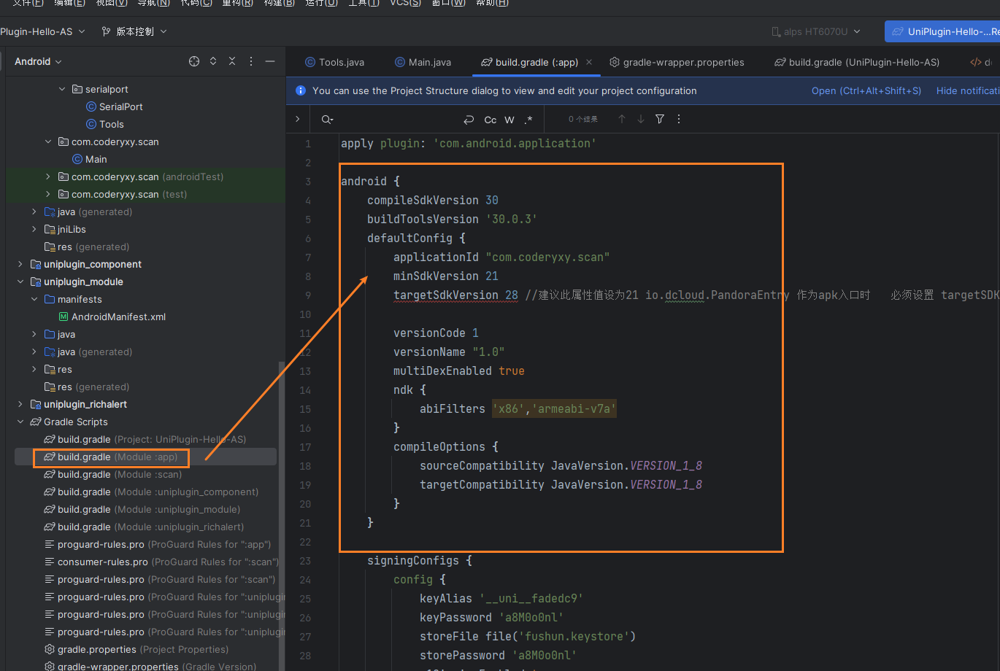 文件(F) 编辑(E) 视图(V) 导航(N) 代码(C) 重构(R) 构建(B) 运行(U) 工具(T) VCS(S) 窗口(W) 帮助(H)
Plugin-Hello-AS 版本控制 alps HT6070U UniPlugin-Hello-...Re
Android
serialport
SerialPort
Tools
com.coderyxy.scan
Main
com.coderyxy.scan (androidTest)
com.coderyxy.scan (test)
java (generated)
jniLibs
res (generated)
uniplugin_component
uniplugin_module
manifests
AndroidManifest.xml
java
java (generated)
res
res (generated)
uniplugin_richalert
Gradle Scripts
build.gradle (Project: UniPlugin-Hello-AS)
build.gradle (Module :app)
build.gradle (Module :scan)
build.gradle (Module :uniplugin_component)
build.gradle (Module :uniplugin_module)
build.gradle (Module :uniplugin_richalert)
proguard-rules.pro (ProGuard Rules for ":app")
consumer-rules.pro (ProGuard Rules for ":scan")
proguard-rules.pro (ProGuard Rules for ":scan")
proguard-rules.pro (ProGuard Rules for ":uniplugin
proguard-rules.pro (ProGuard Rules for ":uniplugin
proguard-rules.pro (ProGuard Rules for ":uniplugin
gradle.properties (Project Properties)
gradle-wrapper.properties (Gradle Version)
Tools.java Main.java build.gradle (:app) gradle-wrapper.properties build.gradle (UniPlugin-Hello-AS)
You can use the Project Structure dialog to view and edit your project configuration Open (Ctrl+Alt+Shift+S) Hide notificati
Cc W .* 0 个结果
1 apply plugin: 'com.android.application'
2
3 android {
4 compileSdkVersion 30
5 buildToolsVersion '30.0.3'
6 defaultConfig {
7 applicationId "com.coderyxy.scan"
8 minSdkVersion 21
9 targetSdkVersion 28 //建议此属性值设为21 io.dcloud.PandoraEntry 作为apk入口时 必须设置 targetSDK
10
11 versionCode 1
12 versionName "1.0"
13 multiDexEnabled true
14 ndk {
15 abiFilters 'x86','armeabi-v7a'
16 }
17 compileOptions {
18 sourceCompatibility JavaVersion.VERSION_1_8
19 targetCompatibility JavaVersion.VERSION_1_8
20 }
21 }
22
23 signingConfigs {
24 config {
25 keyAlias '__uni__fadedc9'
26 keyPassword 'a8M0o0nl'
27 storeFile file('fushun.keystore')
28 storePassword 'a8M0o0nl'